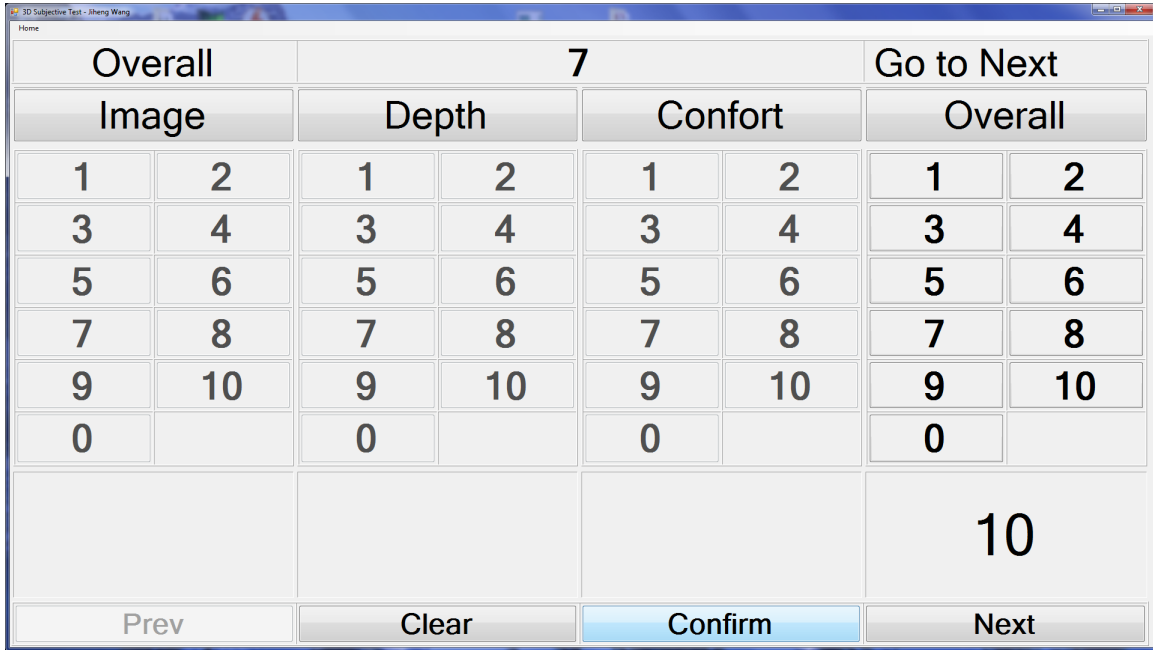 3D Subjective Test - Jiheng Wang
Home
Overall 7 Go to Next
Image Depth Confort Overall
1 2 1 2 1 2 1 2
3 4 3 4 3 4 3 4
5 6 5 6 5 6 5 6
7 8 7 8 7 8 7 8
9 10 9 10 9 10 9 10
0 0 0 0
10
Prev Clear Confirm Next